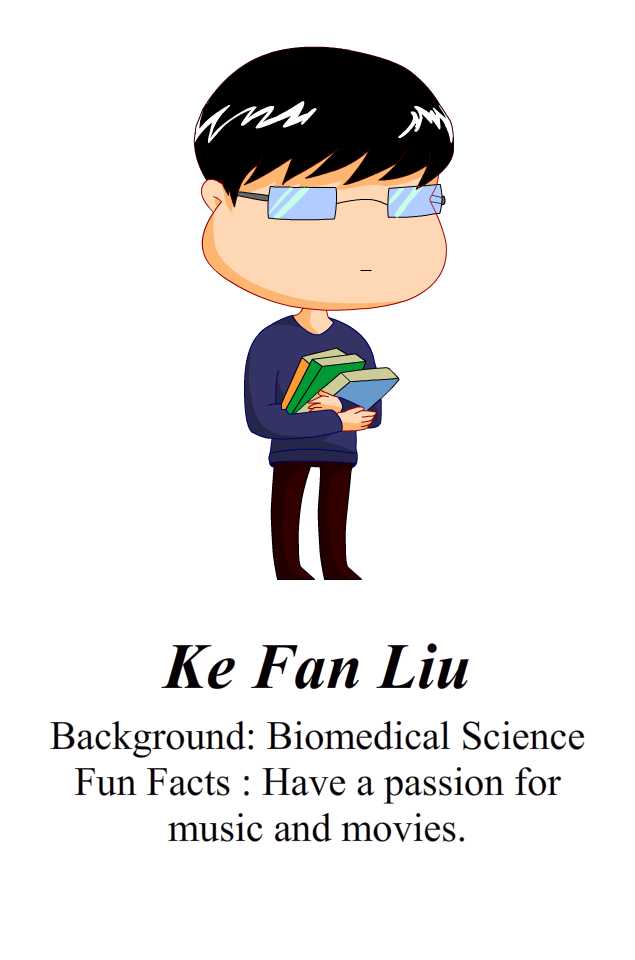 Ke Fan Liu
Background: Biomedical Science
Fun Facts : Have a passion for
music and movies.